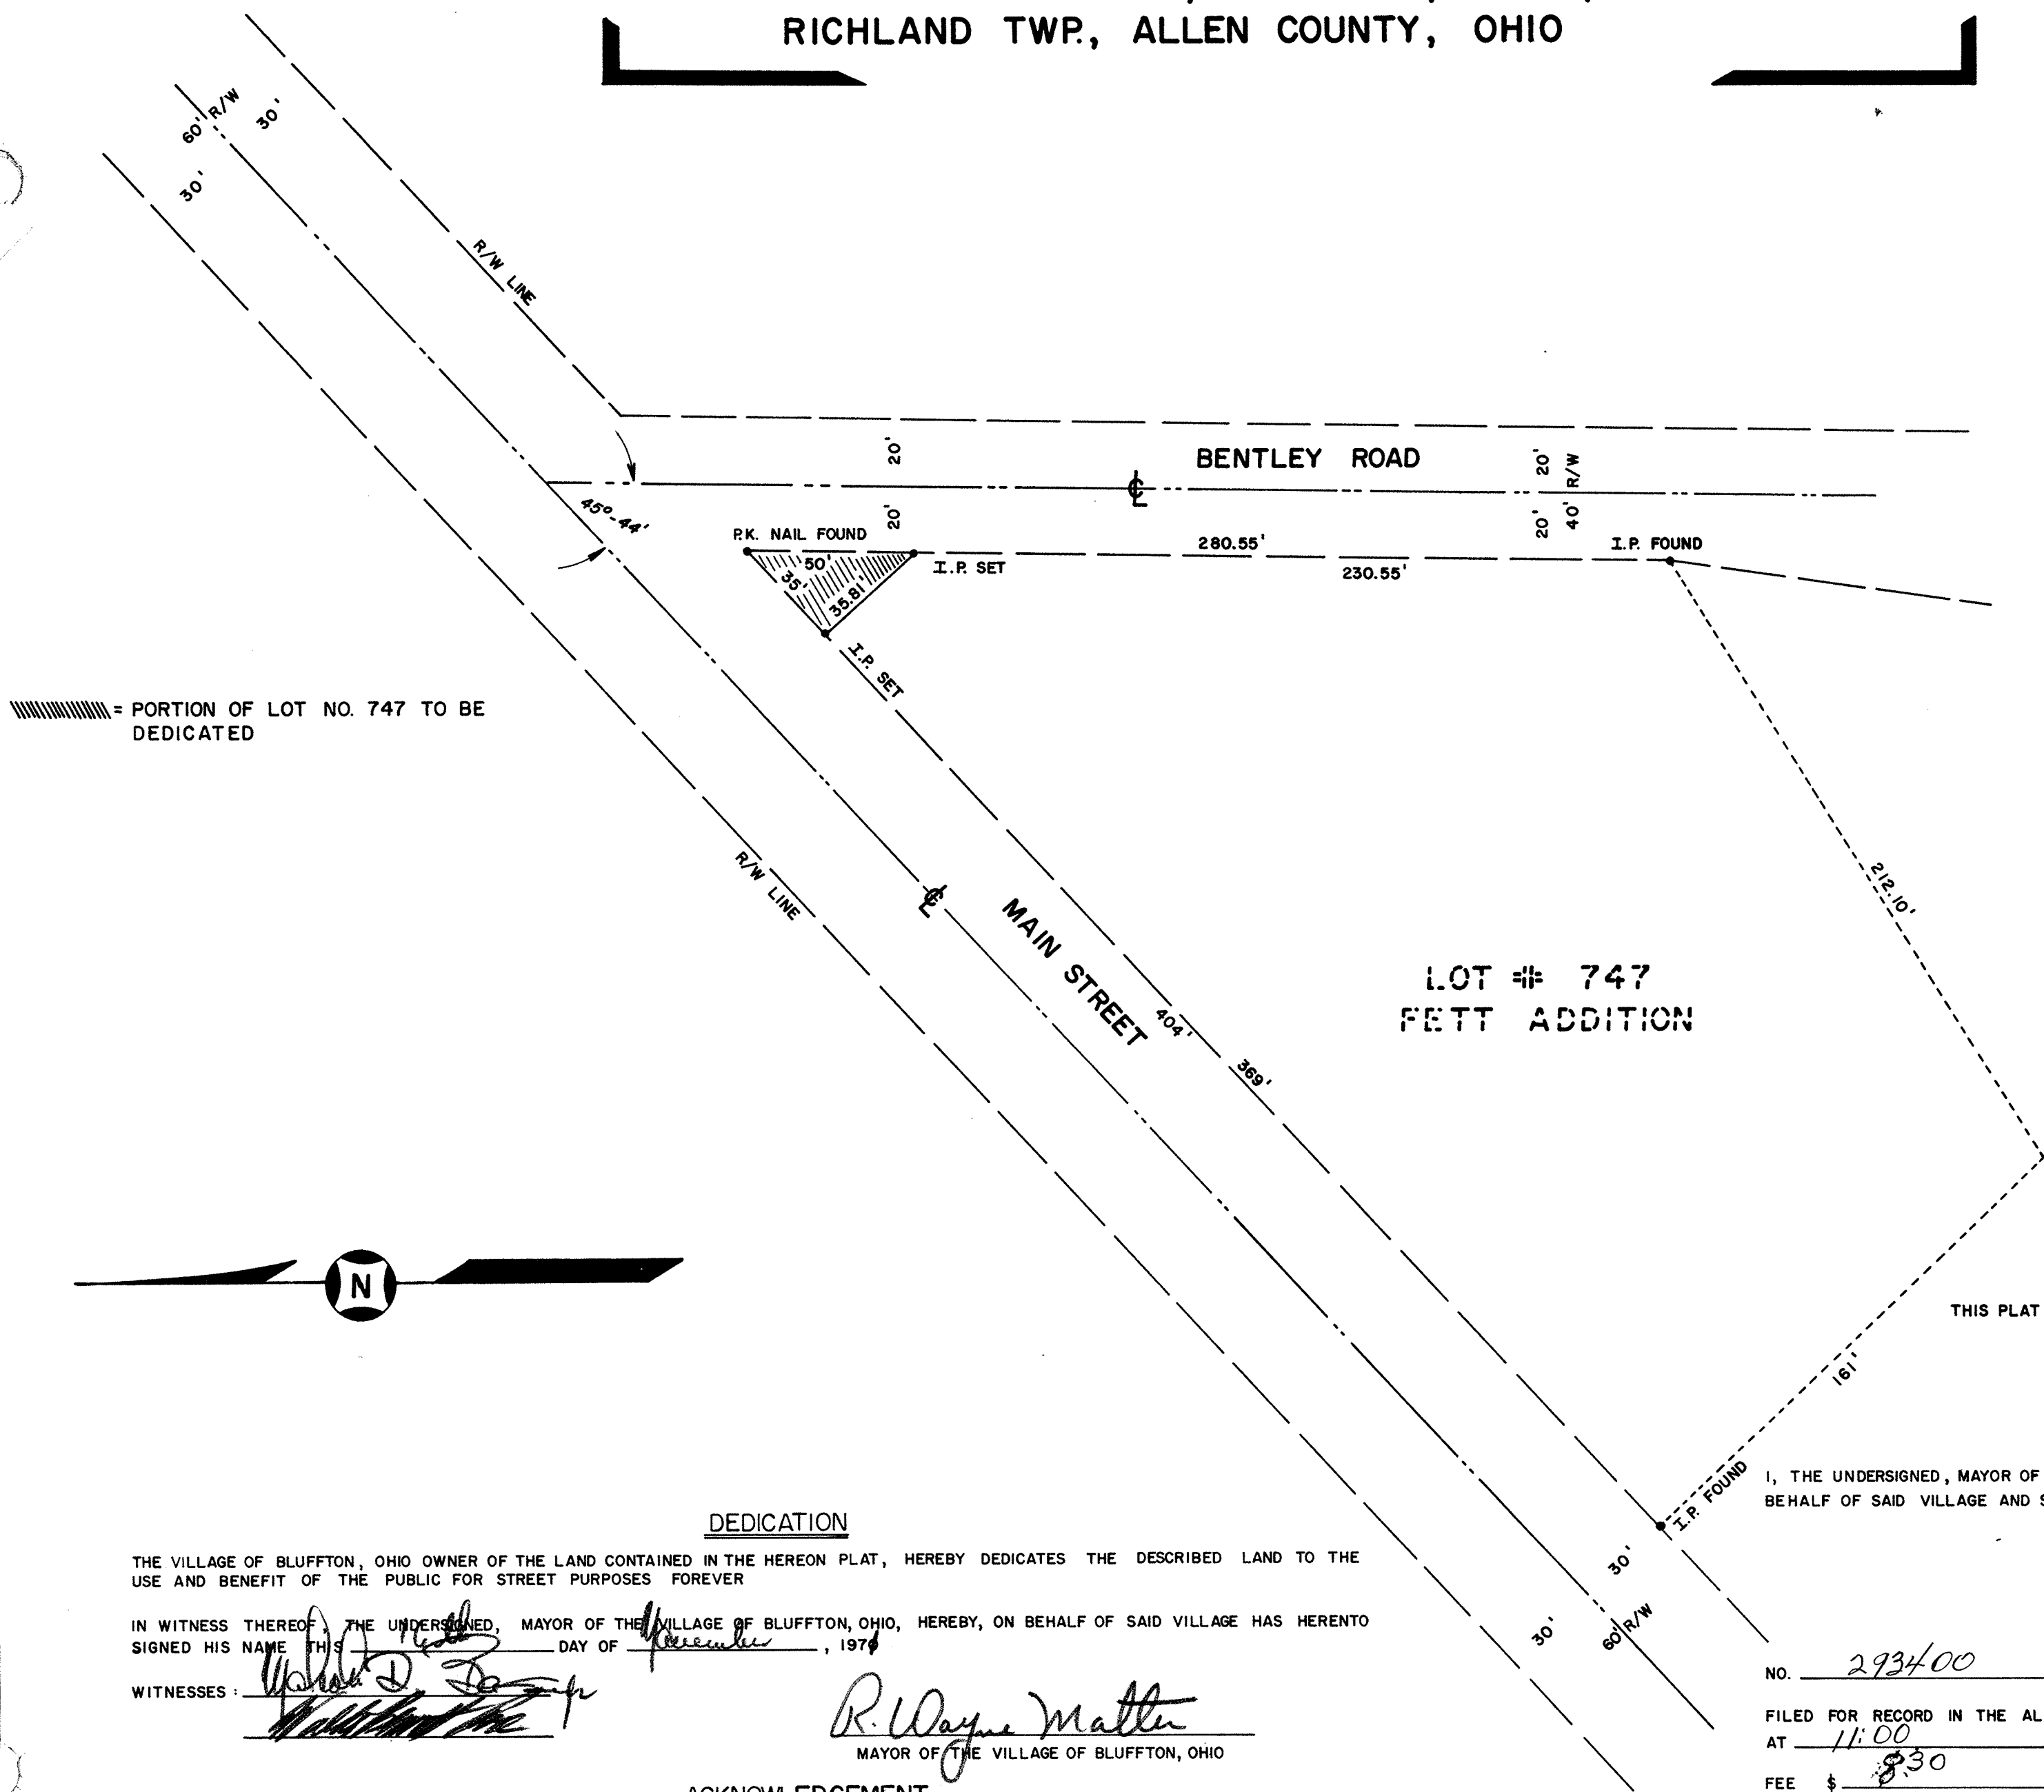 RICHLAND TWP., ALLEN COUNTY, OHIO
60' R/W
30'
30'
R/W LINE
20'
BENTLEY ROAD
20'
R/W
45°-44'
20'
20'
40'
P.K. NAIL FOUND
280.55'
I.P. FOUND
50'
I.P. SET
230.55'
35'
35.81'
I.P. SET
= PORTION OF LOT NO. 747 TO BE
DEDICATED
R/W LINE
212.10'
MAIN STREET
404'
369'
LOT # 747
FETT ADDITION
N
THIS PLAT
161'
I.P. FOUND
I, THE UNDERSIGNED, MAYOR OF
BEHALF OF SAID VILLAGE AND
DEDICATION
THE VILLAGE OF BLUFFTON, OHIO OWNER OF THE LAND CONTAINED IN THE HEREON PLAT, HEREBY DEDICATES THE DESCRIBED LAND TO THE
USE AND BENEFIT OF THE PUBLIC FOR STREET PURPOSES FOREVER
30'
30'
60' R/W
IN WITNESS THEREOF, THE UNDERSIGNED, MAYOR OF THE VILLAGE OF BLUFFTON, OHIO, HEREBY, ON BEHALF OF SAID VILLAGE HAS HERENTO
SIGNED HIS NAME THIS DAY OF November, 1971
WITNESSES:
R. Wayne Matter
MAYOR OF THE VILLAGE OF BLUFFTON, OHIO
NO. 293400
FILED FOR RECORD IN THE AL
AT 11:00
FEE $ 8.30
ACKNOWLEDGEMENT